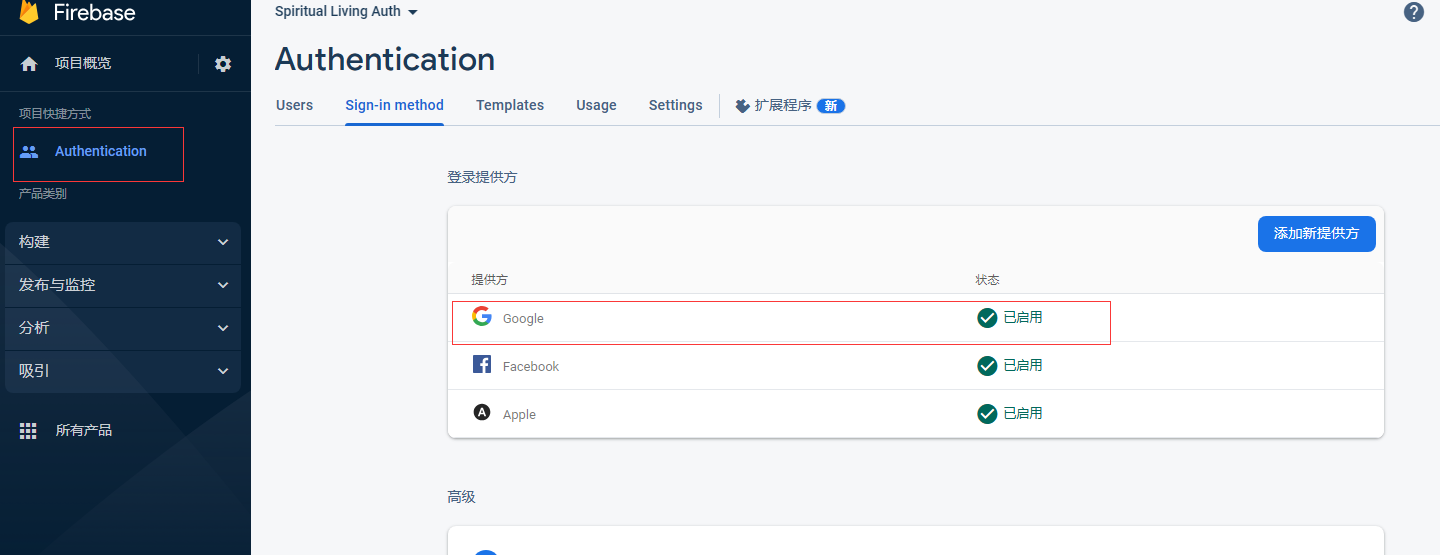 Firebase
项目概览
项目快捷方式
Authentication
产品类别
构建
发布与监控
分析
吸引
所有产品
Spiritual Living Auth
?
Authentication
Users Sign-in method Templates Usage Settings 扩展程序 新
登录提供方
添加新提供方
提供方 状态
Google 已启用
Facebook 已启用
Apple 已启用
高级